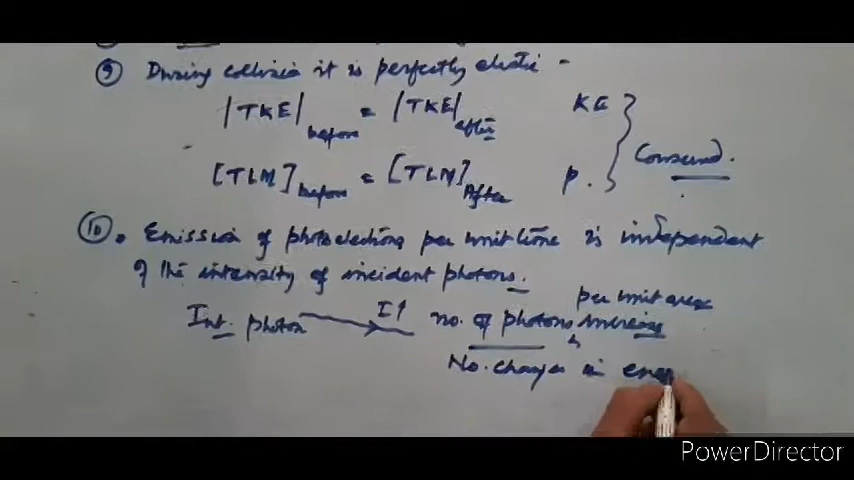 ⑨ During collision it is perfectly elastic -
|TKE|before = |TKE|after KE
[TLM]before = [TLM]After p. } Conserved.
⑩. Emission of photoelectrons per unit time is independent
of the intensity of incident photons.
per unit area
Int. photon → I↑ no. of photons increases
No. changes in ener
PowerDirector